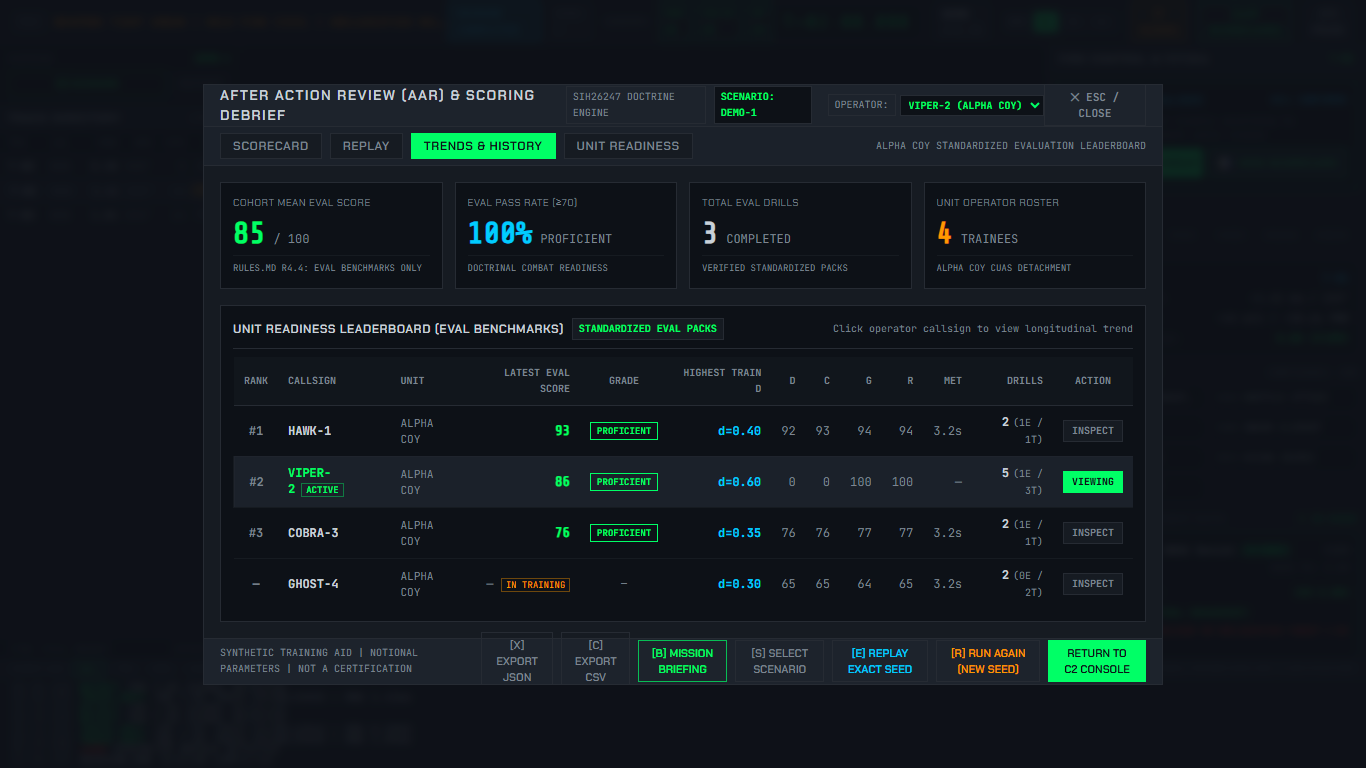 AFTER ACTION REVIEW (AAR) & SCORING
DEBRIEF
SIH26247 DOCTRINE
ENGINE
SCENARIO:
DEMO-1
OPERATOR:
VIPER-2 (ALPHA COY)
✕ ESC /
CLOSE
SCORECARD
REPLAY
TRENDS & HISTORY
UNIT READINESS
ALPHA COY STANDARDIZED EVALUATION LEADERBOARD
COHORT MEAN EVAL SCORE
85 / 100
RULES.MD R4.4: EVAL BENCHMARKS ONLY
EVAL PASS RATE (≥70)
100% PROFICIENT
DOCTRINAL COMBAT READINESS
TOTAL EVAL DRILLS
3 COMPLETED
VERIFIED STANDARDIZED PACKS
UNIT OPERATOR ROSTER
4 TRAINEES
ALPHA COY CUAS DETACHMENT
UNIT READINESS LEADERBOARD (EVAL BENCHMARKS)
STANDARDIZED EVAL PACKS
Click operator callsign to view longitudinal trend
RANK CALLSIGN UNIT LATEST EVAL SCORE GRADE HIGHEST TRAIN D D C G R MET DRILLS ACTION
#1 HAWK-1 ALPHA COY 93 PROFICIENT d=0.40 92 93 94 94 3.2s 2 (1E / 1T) INSPECT
#2 VIPER-2 ACTIVE ALPHA COY 86 PROFICIENT d=0.60 0 0 100 100 — 5 (1E / 3T) VIEWING
#3 COBRA-3 ALPHA COY 76 PROFICIENT d=0.35 76 76 77 77 3.2s 2 (1E / 1T) INSPECT
— GHOST-4 ALPHA COY — IN TRAINING — d=0.30 65 65 64 65 3.2s 2 (0E / 2T) INSPECT
SYNTHETIC TRAINING AID | NOTIONAL
PARAMETERS | NOT A CERTIFICATION
[X]
EXPORT
JSON
[C]
EXPORT
CSV
[B] MISSION
BRIEFING
[S] SELECT
SCENARIO
[E] REPLAY
EXACT SEED
[R] RUN AGAIN
(NEW SEED)
RETURN TO
C2 CONSOLE